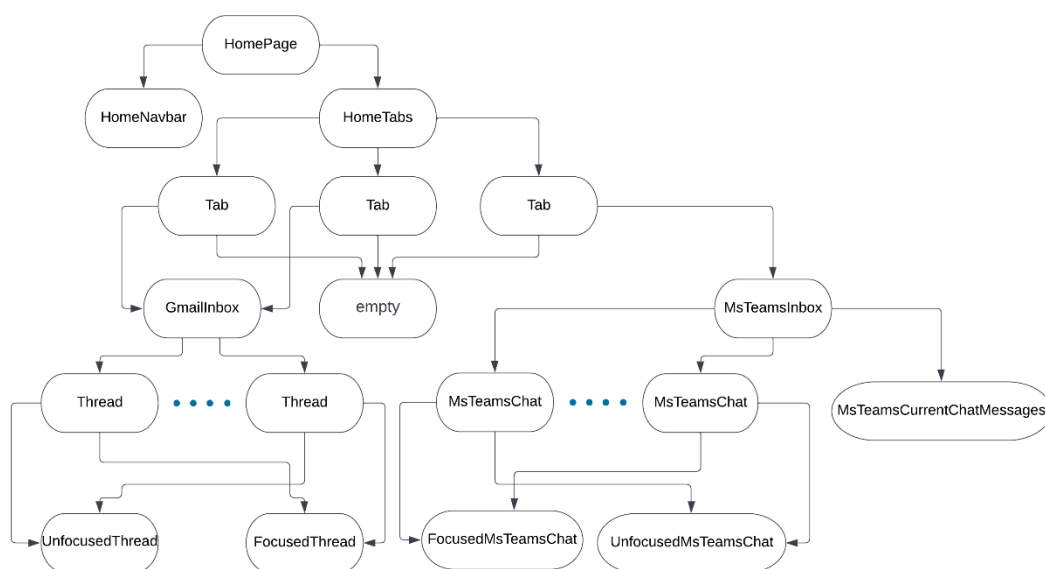 HomePage
HomeNavbar
HomeTabs
Tab
Tab
Tab
GmailInbox
empty
MsTeamsInbox
Thread
Thread
MsTeamsChat
MsTeamsChat
MsTeamsCurrentChatMessages
UnfocusedThread
FocusedThread
FocusedMsTeamsChat
UnfocusedMsTeamsChat